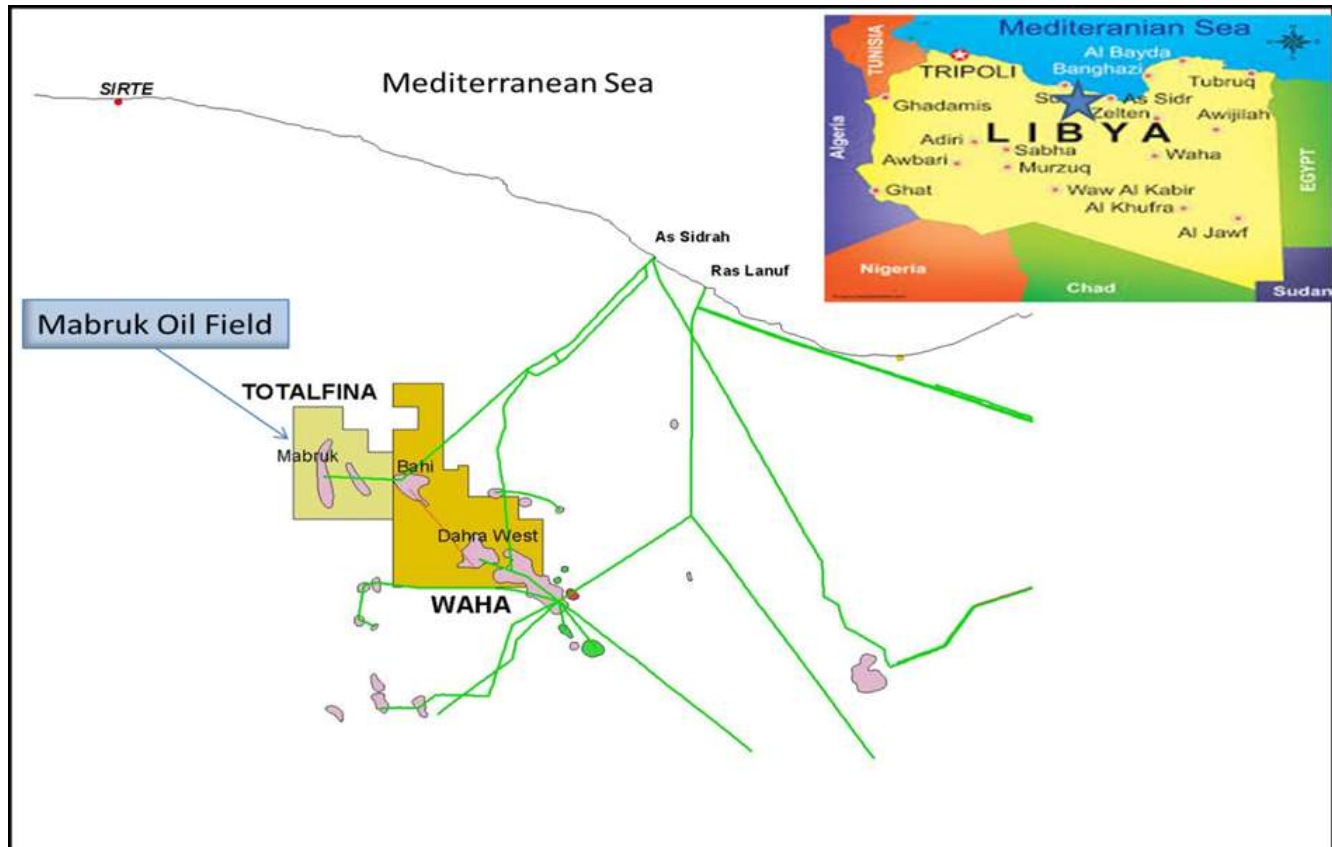 SIRTE
Mediterranean Sea
As Sidrah
Ras Lanuf
Mabruk Oil Field
TOTALFINA
Mabruk
Bahi
Dahra West
WAHA
Mediteranian Sea
TUNISIA
TRIPOLI
Al Bayda
Banghazi
Tubruq
Ghadamis
As Sidr
Zelten
Awijilah
LIBYA
Algeria
Adiri
Sabha
Waha
Awbari
Murzuq
EGYPT
Ghat
Waw Al Kabir
Al Khufra
Al Jawf
Nigeria
Chad
Sudan